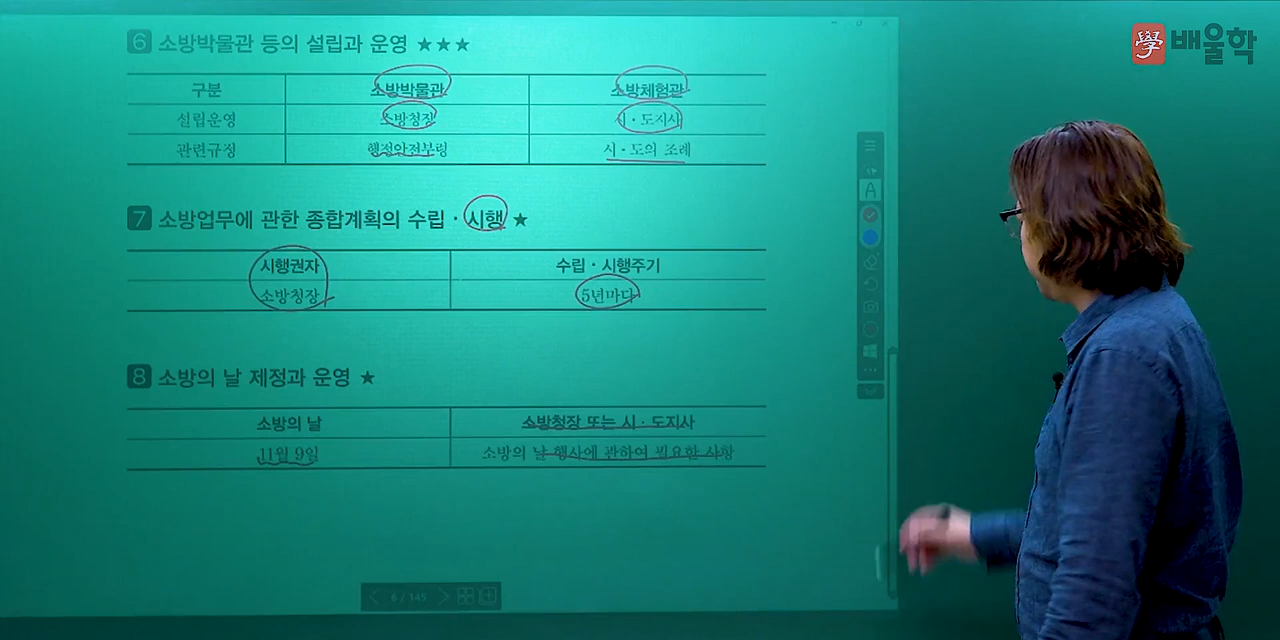 學 배울학
6 소방박물관 등의 설립과 운영 ★★★
구분 소방박물관 소방체험관
설립운영 소방청장 시·도지사
관련규정 행정안전부령 시·도의 조례
7 소방업무에 관한 종합계획의 수립·시행 ★
시행권자 수립·시행주기
소방청장 5년마다
8 소방의 날 제정과 운영 ★
소방의 날 소방청장 또는 시·도지사
11월 9일 소방의 날 행사에 관하여 필요한 사항
A
6 / 145